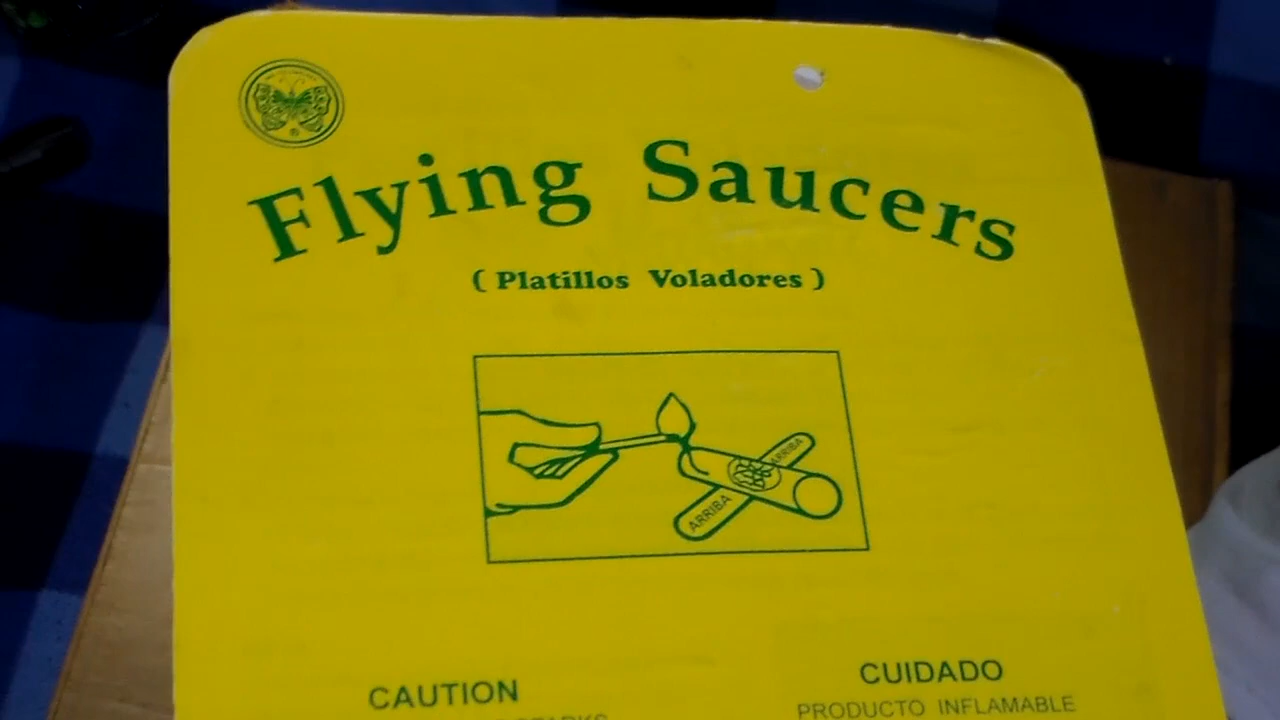 Flying Saucers
( Platillos Voladores )
ARRIBA
ARRIBA
CAUTION
CUIDADO
PRODUCTO INFLAMABLE